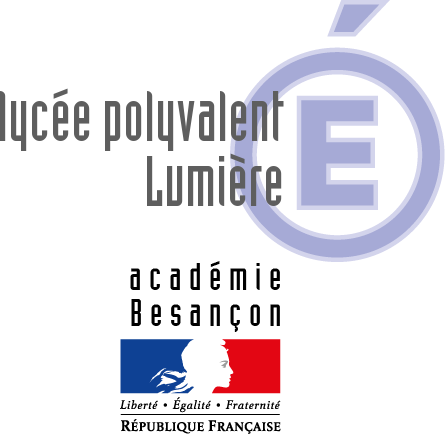 É
lycée polyvalent
Lumière
académie
Besançon
Liberté • Égalité • Fraternité
RÉPUBLIQUE FRANÇAISE